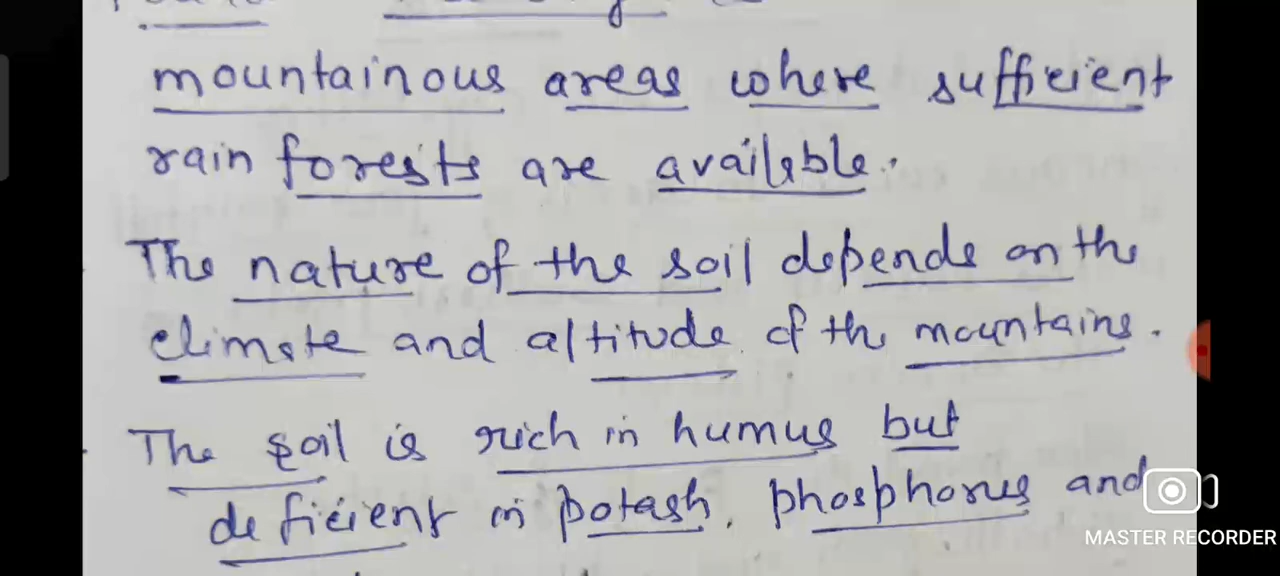 mountainous areas where sufficient
rain forests are available.
The nature of the soil depends on the
climate and altitude of the mountains.
The soil is rich in humus but
deficient in potash, phosphorus and
MASTER RECORDER